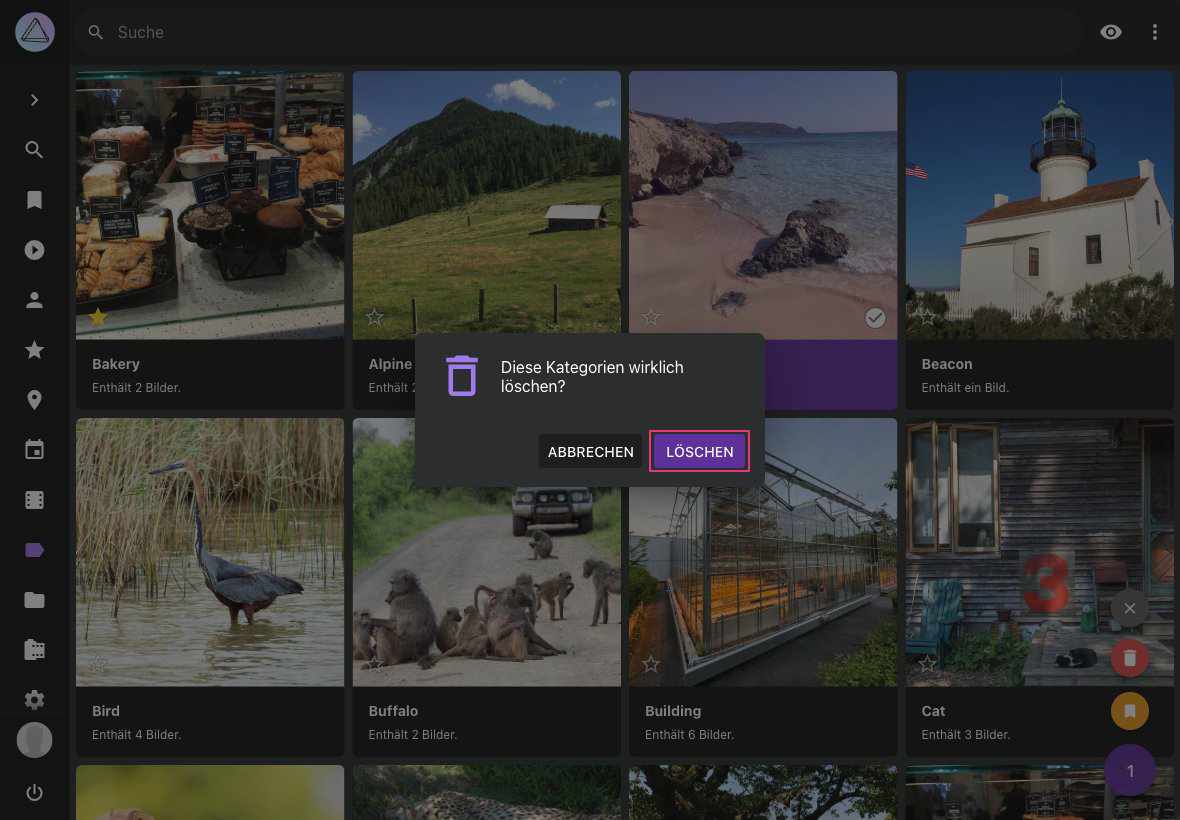 Suche
Bakery
Enthält 2 Bilder.
Alpine
Enthält 2
Beacon
Enthält ein Bild.
Diese Kategorien wirklich
löschen?
ABBRECHEN
LÖSCHEN
3
Bird
Enthält 4 Bilder.
Buffalo
Enthält 2 Bilder.
Building
Enthält 6 Bilder.
Cat
Enthält 3 Bilder.
1